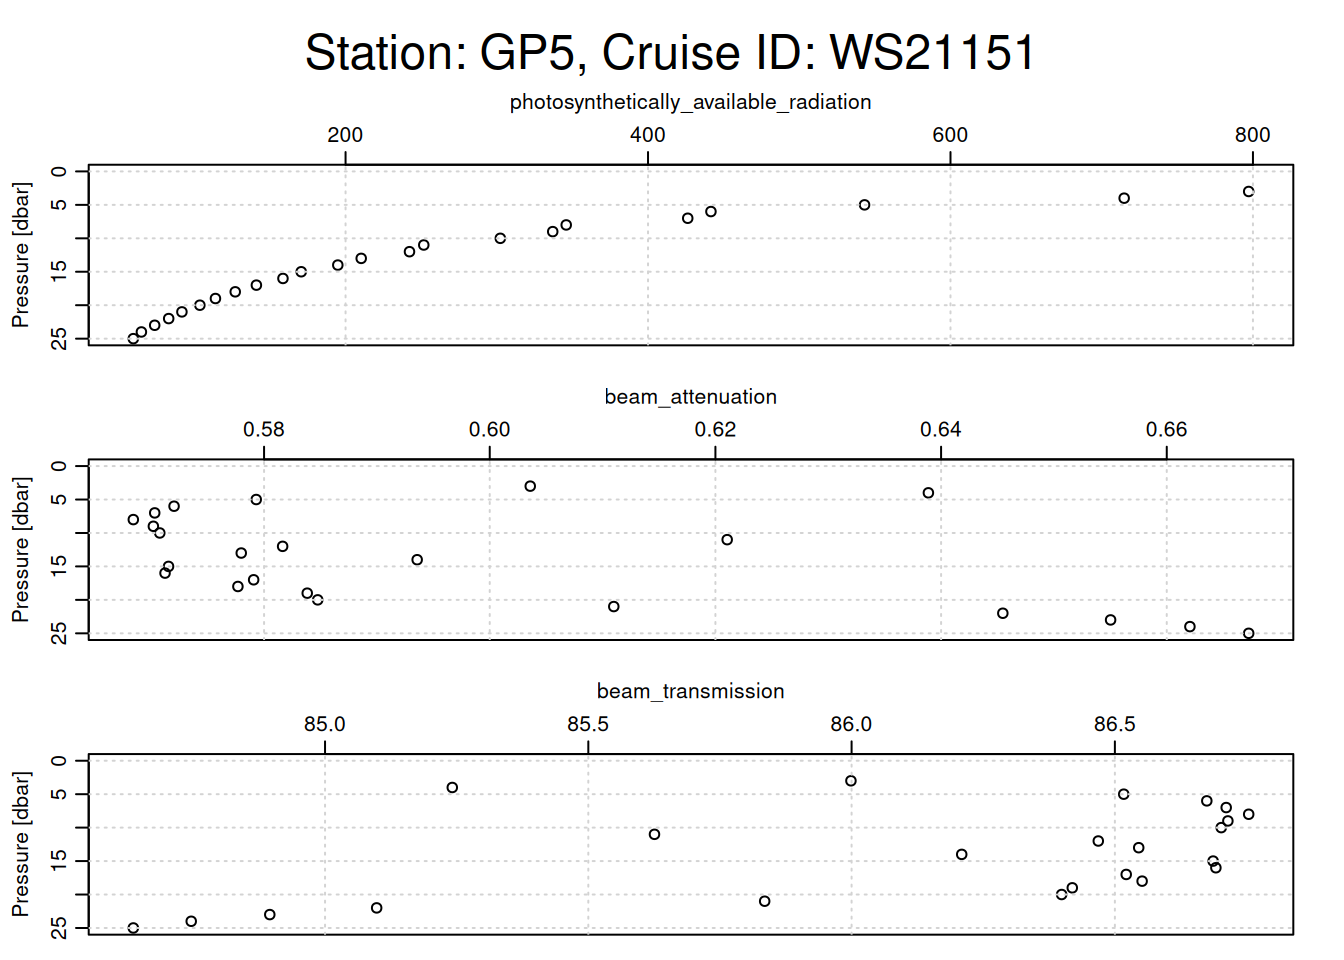 Station: GP5, Cruise ID: WS21151
photosynthetically_available_radiation
200 400 600 800
Pressure [dbar]
0
5
15
25
beam_attenuation
0.58 0.60 0.62 0.64 0.66
Pressure [dbar]
0
5
15
25
beam_transmission
85.0 85.5 86.0 86.5
Pressure [dbar]
0
5
15
25